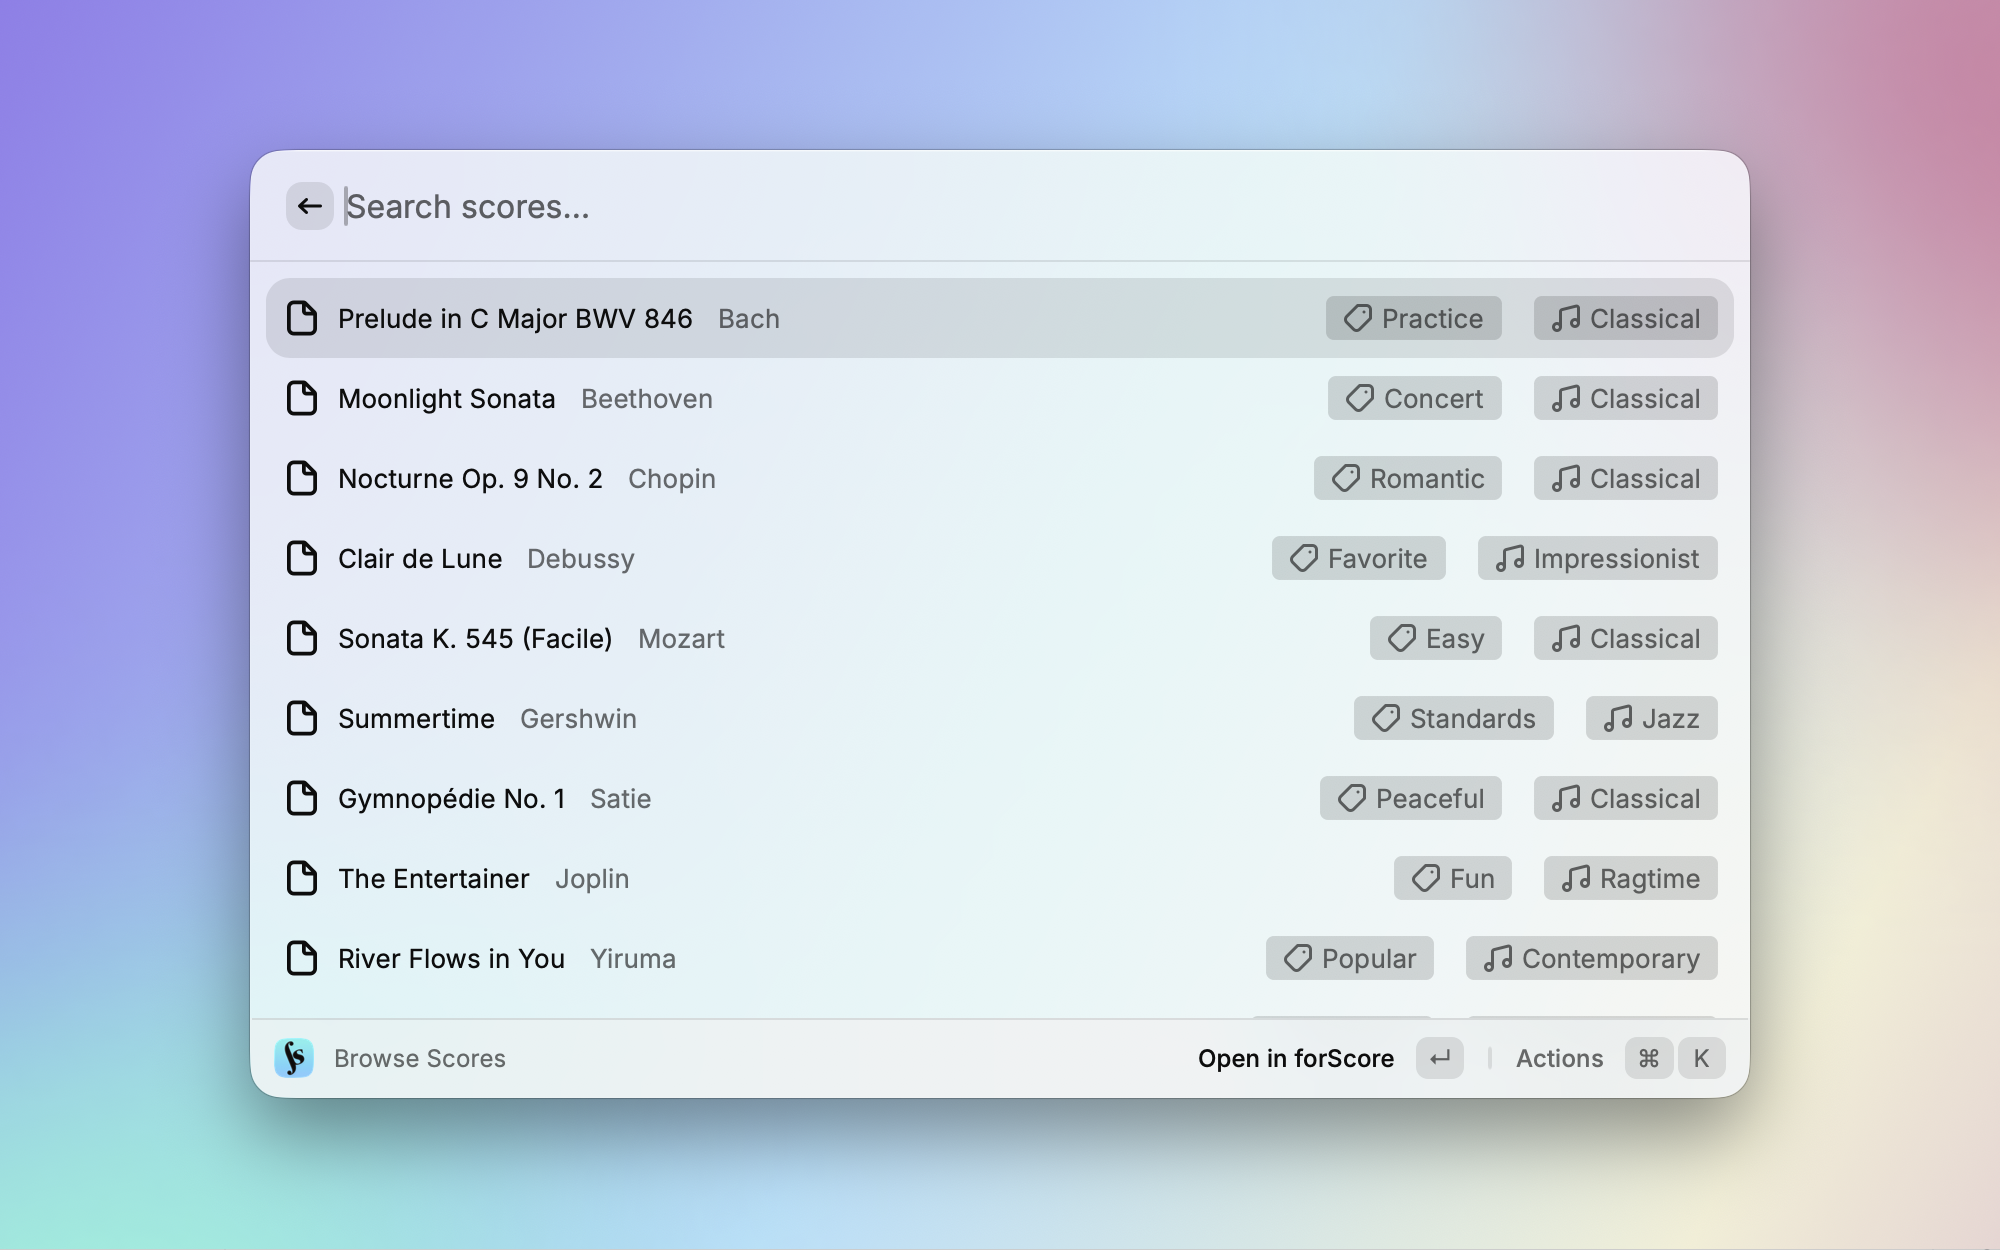 Search scores...
Prelude in C Major BWV 846 Bach Practice Classical
Moonlight Sonata Beethoven Concert Classical
Nocturne Op. 9 No. 2 Chopin Romantic Classical
Clair de Lune Debussy Favorite Impressionist
Sonata K. 545 (Facile) Mozart Easy Classical
Summertime Gershwin Standards Jazz
Gymnopédie No. 1 Satie Peaceful Classical
The Entertainer Joplin Fun Ragtime
River Flows in You Yiruma Popular Contemporary
fs Browse Scores Open in forScore ↵ Actions ⌘ K